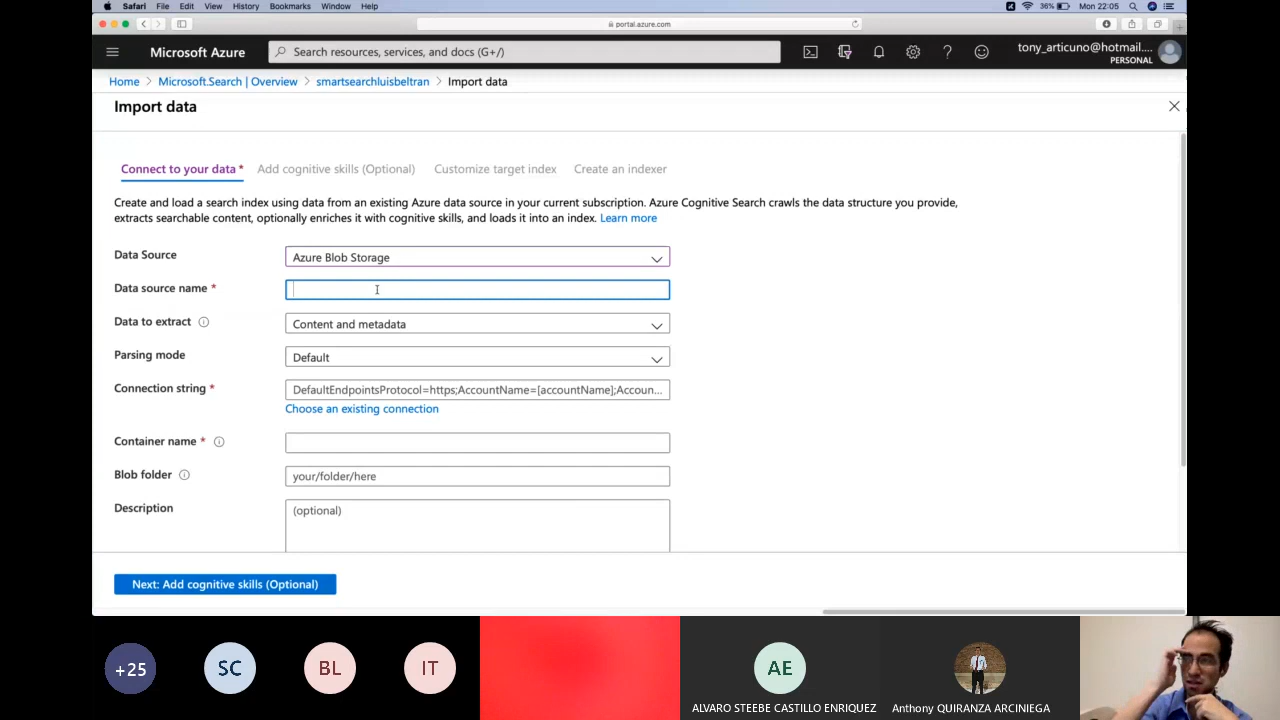 Safari File Edit View History Bookmarks Window Help 36% Mon 22:05
portal.azure.com
Microsoft Azure Search resources, services, and docs (G+/) tony_articuno@hotmail....
PERSONAL
Home > Microsoft.Search | Overview > smartsearchluisbeltran > Import data
Import data
Connect to your data * Add cognitive skills (Optional) Customize target index Create an indexer
Create and load a search index using data from an existing Azure data source in your current subscription. Azure Cognitive Search crawls the data structure you provide,
extracts searchable content, optionally enriches it with cognitive skills, and loads it into an index. Learn more
Data Source Azure Blob Storage
Data source name *
Data to extract Content and metadata
Parsing mode Default
Connection string * DefaultEndpointsProtocol=https;AccountName=[accountName];Accoun...
Choose an existing connection
Container name *
Blob folder your/folder/here
Description (optional)
Next: Add cognitive skills (Optional)
+25 SC BL IT AE
ALVARO STEEBE CASTILLO ENRIQUEZ Anthony QUIRANZA ARCINIEGA